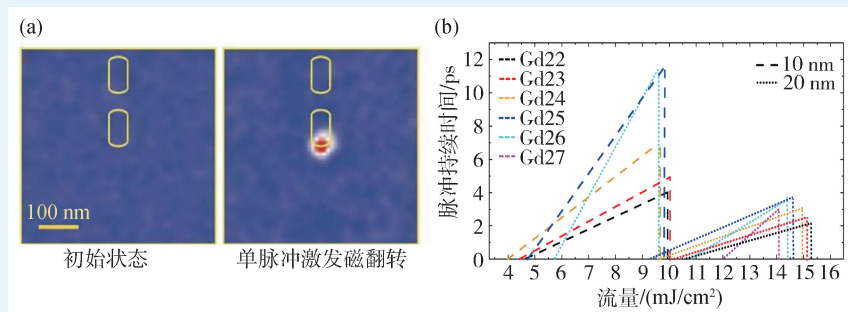 (a)
100 nm
初始状态
单脉冲激发磁翻转
(b)
脉冲持续时间/ps
12
10
8
6
4
2
0
Gd22
Gd23
Gd24
Gd25
Gd26
Gd27
10 nm
20 nm
4 5 6 7 8 9 10 11 12 13 14 15 16
流量/(mJ/cm²)